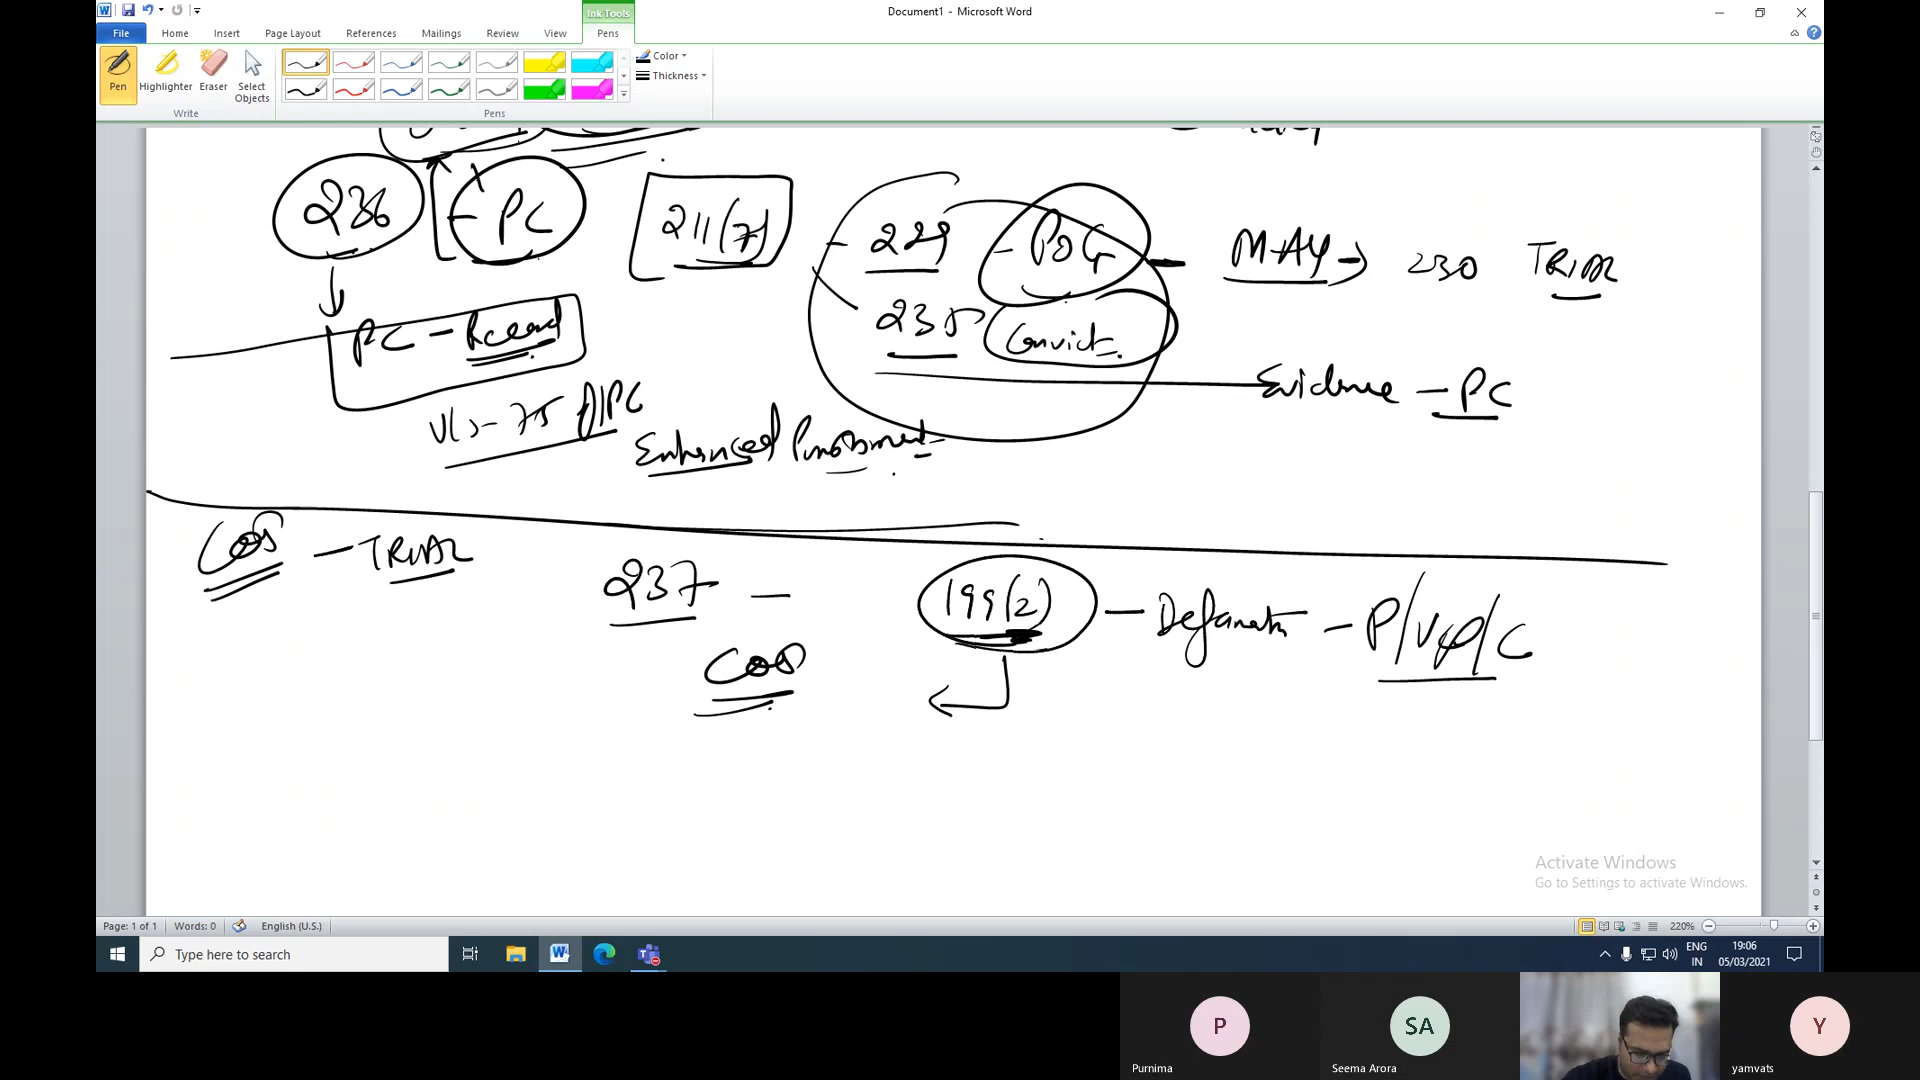 Document1 - Microsoft Word
Ink Tools
File Home Insert Page Layout References Mailings Review View Pens
Pen Highlighter Eraser Select Objects
Color
Thickness
Write Pens
236 - PC 211(7) - 229 - POG - MAY → 230 TRIAL
PC - Record 235 Convict.
Evidence - PC
U/s - 75 IPC
Enhanced Punishment
COS - TRIAL 237 - 199(2) - Defamatn - P/VP/C
COS
Activate Windows
Go to Settings to activate Windows.
Page: 1 of 1 Words: 0 English (U.S.) 220%
Type here to search
ENG IN
19:06
05/03/2021
P SA Y
Purnima Seema Arora yamvats